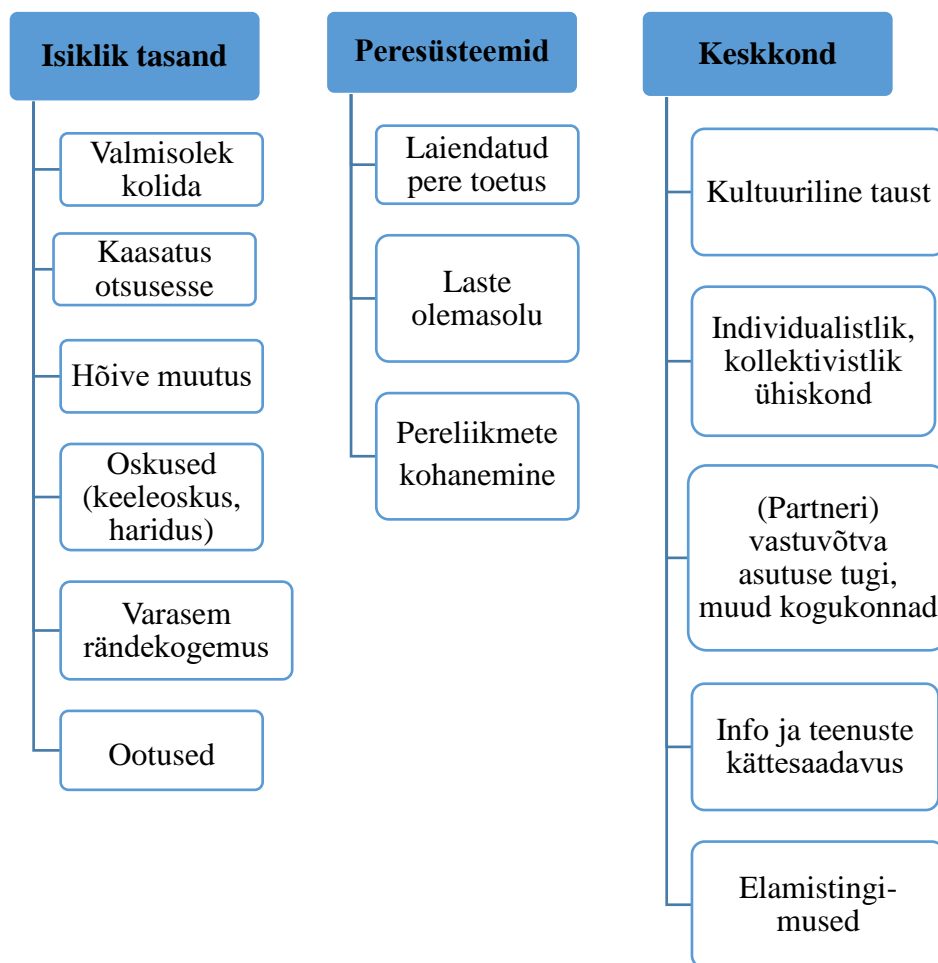 Isiklik tasand
Valmisolek
kolida
Kaasatus
otsusesse
Hõive muutus
Oskused
(keeleoskus,
haridus)
Varasem
rändekogemus
Ootused
Peresüsteemid
Laiendatud
pere toetus
Laste
olemasolu
Pereliikmete
kohanemine
Keskkond
Kultuuriline taust
Individualistlik,
kollektivistlik
ühiskond
(Partneri)
vastuvõtva
asutuse tugi,
muud kogukonnad
Info ja teenuste
kättesaadavus
Elamistingi-
mused